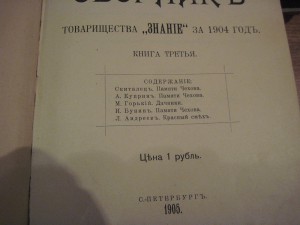 СБОРНИКЪ
ТОВАРИЩЕСТВА „ЗНАНІЕ“ ЗА 1904 ГОДЪ.
КНИГА ТРЕТЬЯ.
СОДЕРЖАНІЕ:
Скиталецъ. Памяти Чехова.
А. Купринъ. Памяти Чехова.
М. Горькій. Дачники.
И. Бунинъ. Памяти Чехова.
Л. Андреевъ. Красный смѣхъ.
Цѣна 1 рубль.
С.-ПЕТЕРБУРГЪ.
1905.